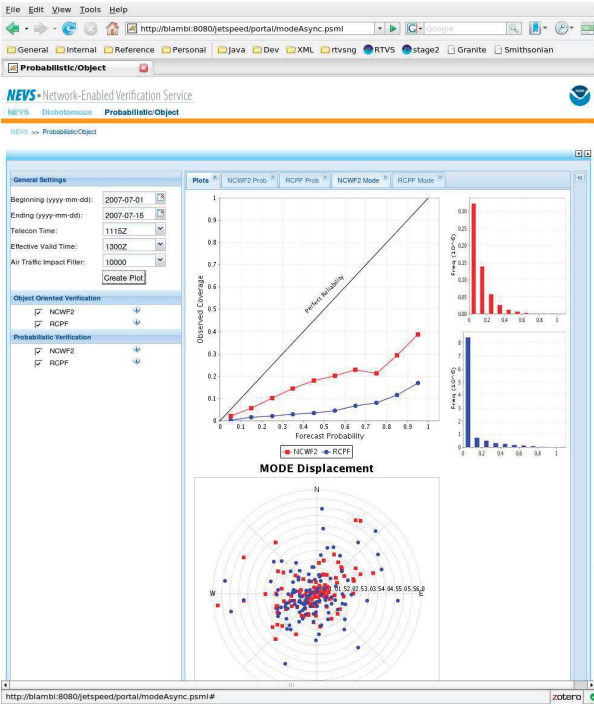 File Edit View Tools Help
http://blambi:8080/jetspeed/portal/modeAsync.psml
G Google
General Internal Reference Personal Java Dev XML rtvsng RTVS stage2 Granite Smithsonian
Probabilistic/Object
NEVS • Network-Enabled Verification Service
NEVS Dichotomous Probabilistic/Object
NEVS >> Probabilistic/Object
General Settings
Beginning (yyyy-mm-dd): 2007-07-01
Ending (yyyy-mm-dd): 2007-07-15
Telecon Time: 1115Z
Effective Valid Time: 1300Z
Air Traffic Impact Filter: 10000
Create Plot
Object Oriented Verification
NCWF2
RCPF
Probabilistic Verification
NCWF2
RCPF
Plots NCWF2 Prob RCPF Prob NCWF2 Mode RCPF Mode
Observed Coverage
1
0.9
0.8
0.7
0.6
0.5
0.4
0.3
0.2
0.1
0
Perfect Reliability
0 0.1 0.2 0.3 0.4 0.5 0.6 0.7 0.8 0.9 1
Forecast Probability
NCWF2 RCPF
Freq (10^6)
0.30
0.25
0.20
0.15
0.10
0.05
0.00
0 0.2 0.4 0.6 0.8 1
Freq (10^6)
8
7
6
5
4
3
2
1
0
0 0.2 0.4 0.6 0.8 1
MODE Displacement
N
W E
http://blambi:8080/jetspeed/portal/modeAsync.psml#
zotero